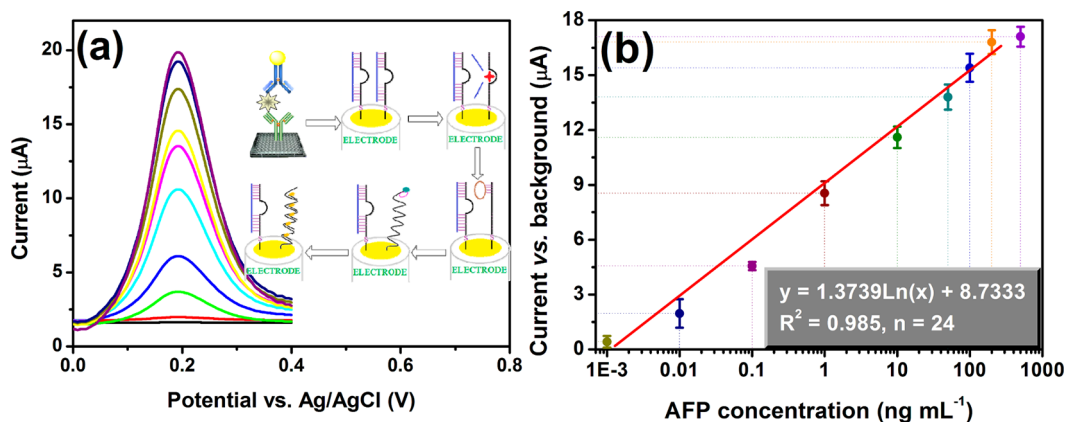 (a)
20
15
10
5
0
Current (μA)
0.0 0.2 0.4 0.6 0.8
Potential vs. Ag/AgCl (V)
ELECTRODE
ELECTRODE
ELECTRODE
ELECTRODE
ELECTRODE
(b)
18
15
12
9
6
3
0
Current vs. background (μA)
y = 1.3739Ln(x) + 8.7333
R² = 0.985, n = 24
1E-3 0.01 0.1 1 10 100 1000
AFP concentration (ng mL⁻¹)